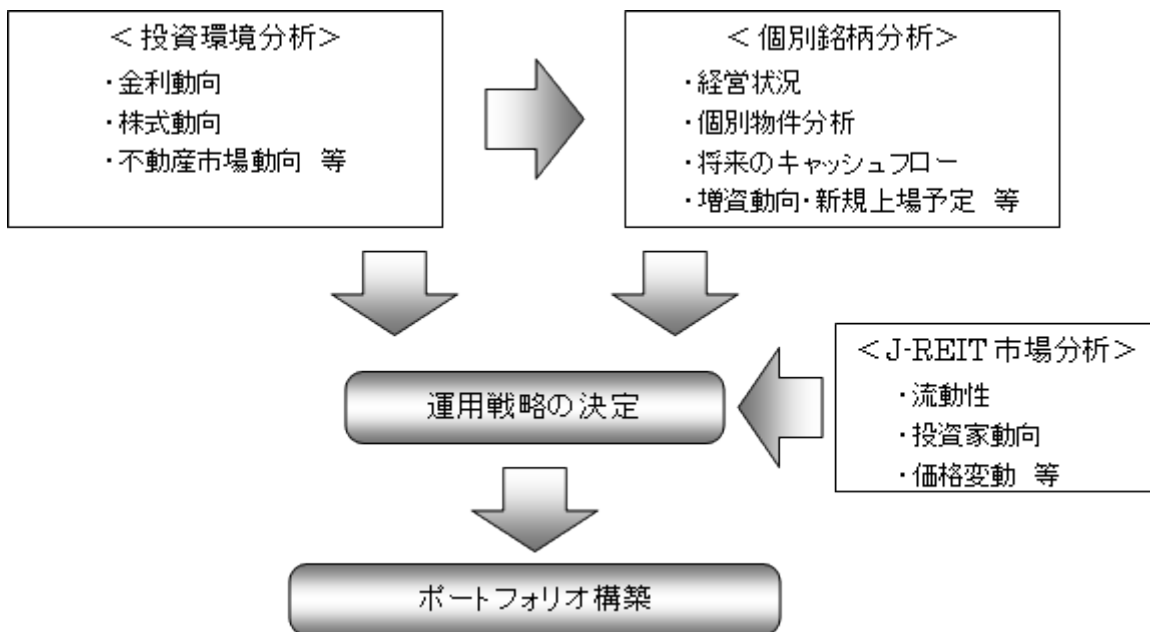 ＜投資環境分析＞
・金利動向
・株式動向
・不動産市場動向 等
＜個別銘柄分析＞
・経営状況
・個別物件分析
・将来のキャッシュフロー
・増資動向・新規上場予定 等
＜J-REIT市場分析＞
・流動性
・投資家動向
・価格変動 等
運用戦略の決定
ポートフォリオ構築